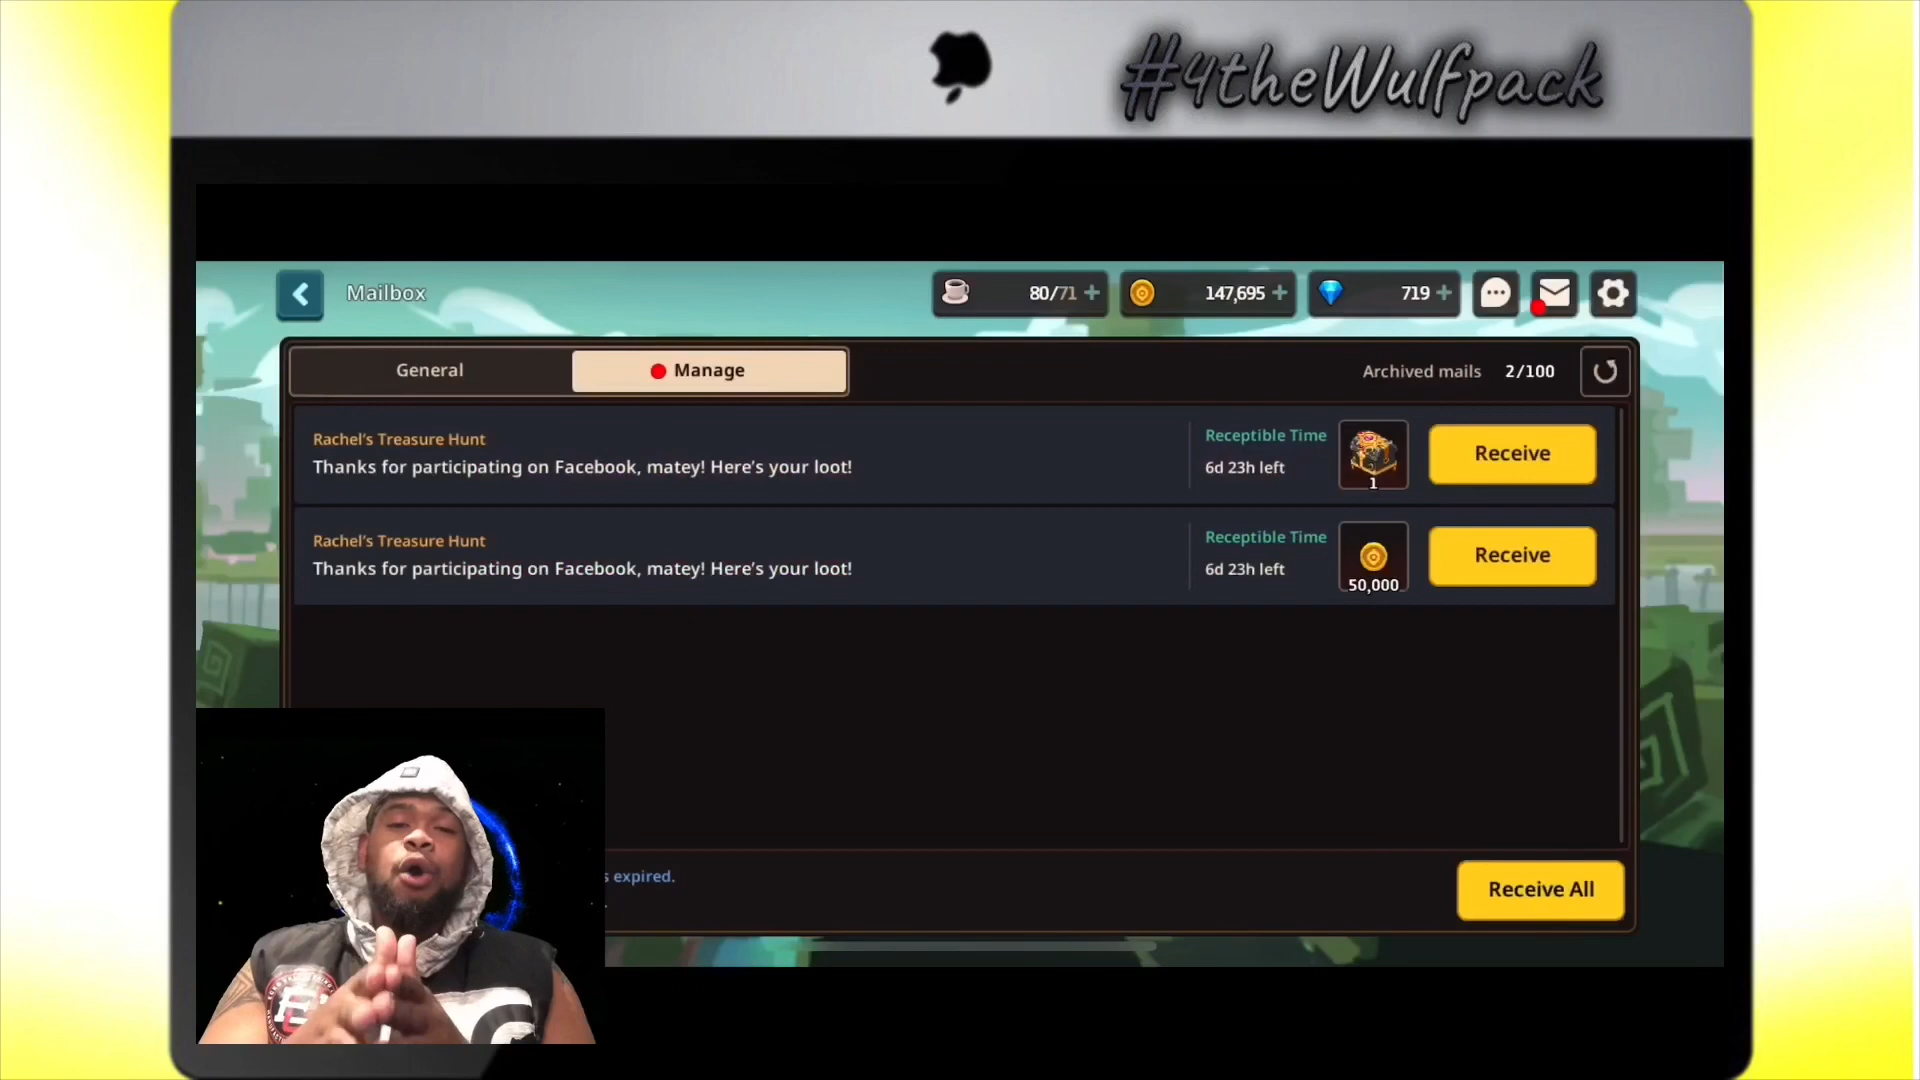 #4theWulfpack
Mailbox
80/71
147,695
719
General
Manage
Archived mails 2/100
Rachel's Treasure Hunt
Thanks for participating on Facebook, matey! Here's your loot!
Receptible Time
6d 23h left
1
Receive
Rachel's Treasure Hunt
Thanks for participating on Facebook, matey! Here's your loot!
Receptible Time
6d 23h left
50,000
Receive
expired.
Receive All